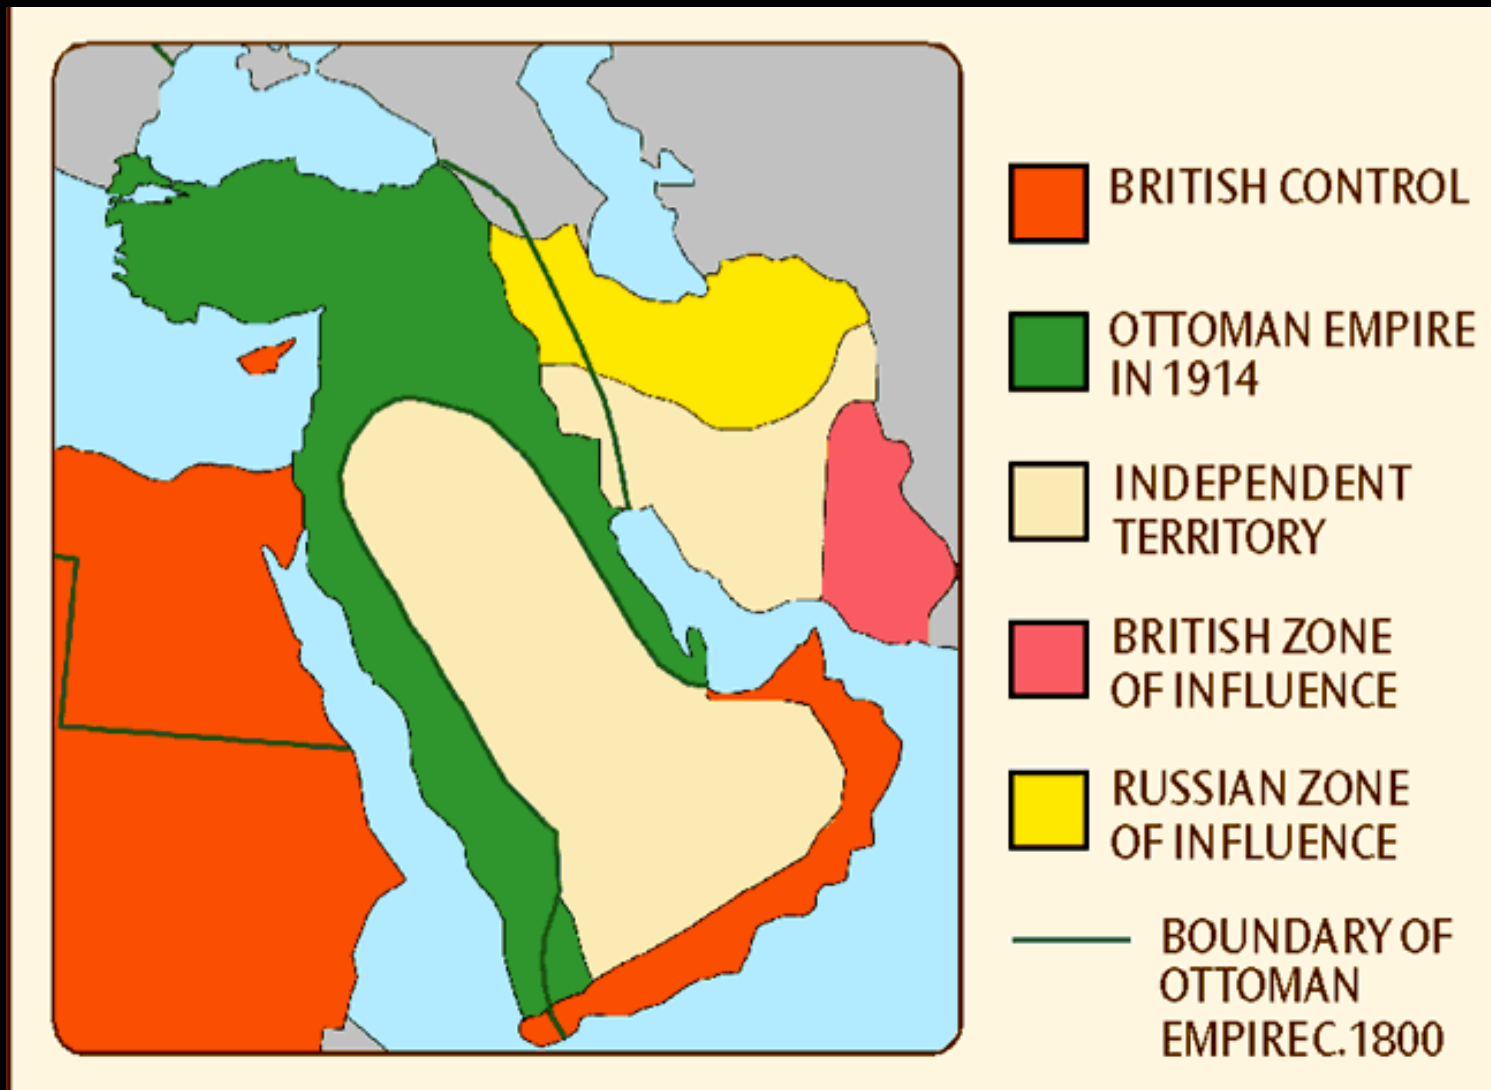 BRITISH CONTROL
OTTOMAN EMPIRE
IN 1914
INDEPENDENT
TERRITORY
BRITISH ZONE
OF INFLUENCE
RUSSIAN ZONE
OF INFLUENCE
BOUNDARY OF
OTTOMAN
EMPIREC.1800